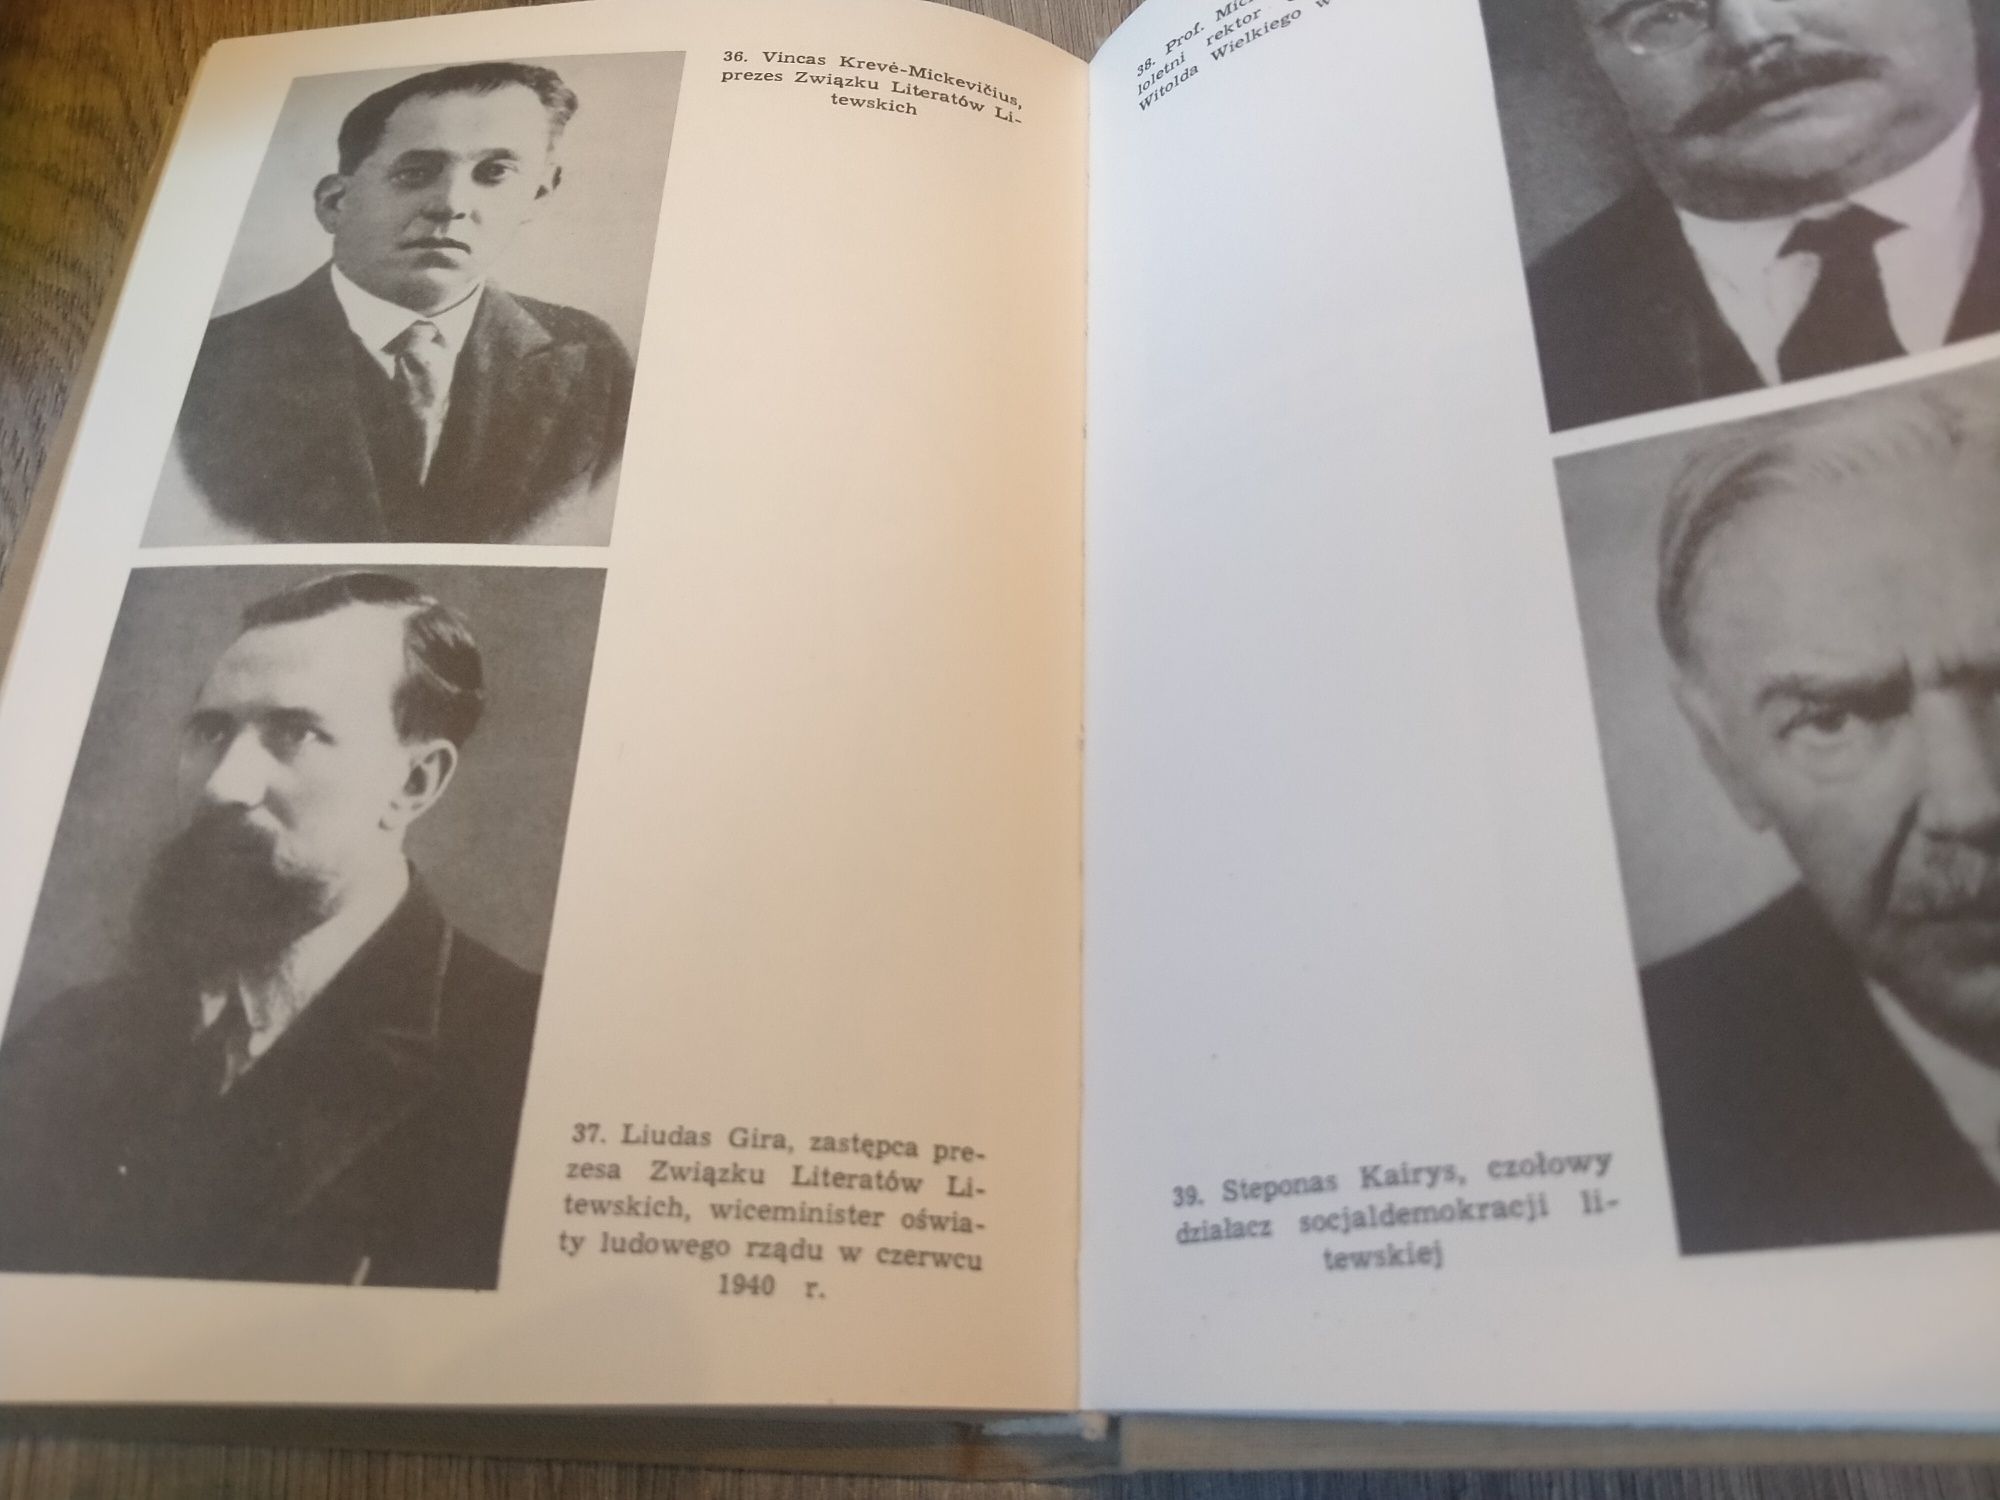 36. Vincas Krevė-Mickevičius,
prezes Związku Literatów Li-
tewskich
37. Liudas Gira, zastępca pre-
zesa Związku Literatów Li-
tewskich, wiceminister oświa-
ty ludowego rządu w czerwcu
1940 r.
38. Prof.
loletni rektor
Witolda Wielkiego w
39. Steponas Kairys, czołowy
działacz socjaldemokracji li-
tewskiej